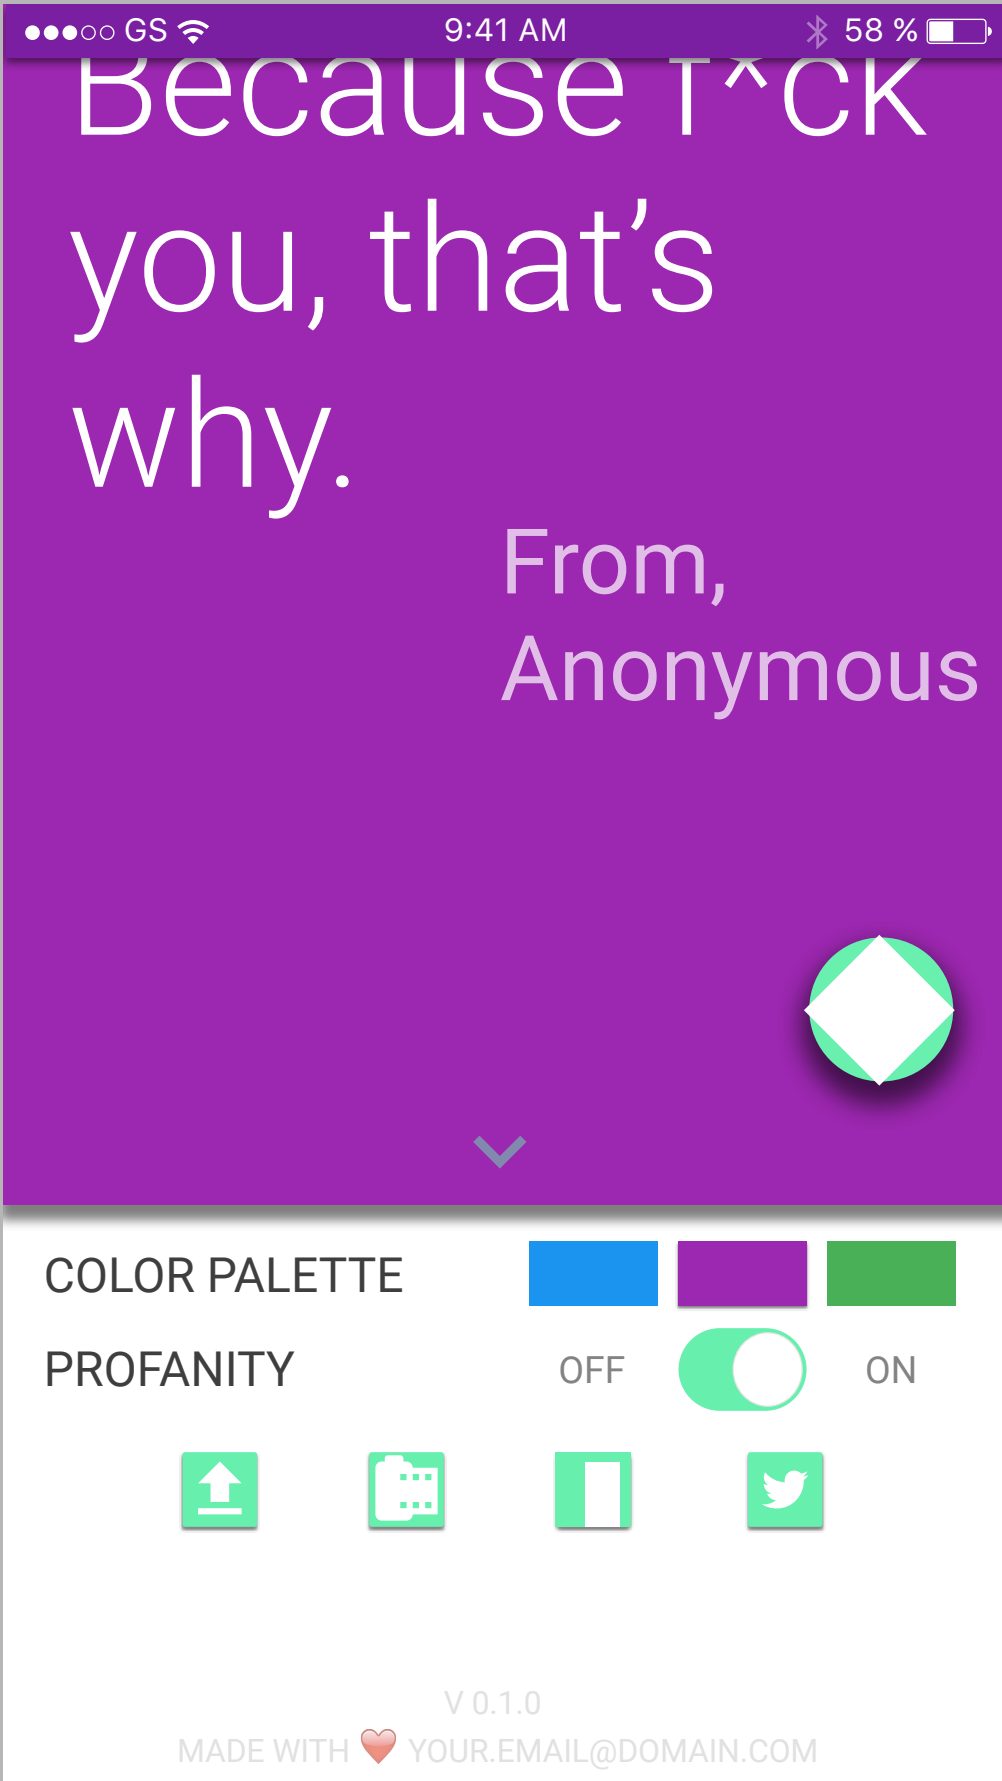 GS 9:41 AM 58 %
Because f*ck
you, that’s
why.
From,
Anonymous
COLOR PALETTE
PROFANITY OFF ON
V 0.1.0
MADE WITH ❤️ YOUR.EMAIL@DOMAIN.COM